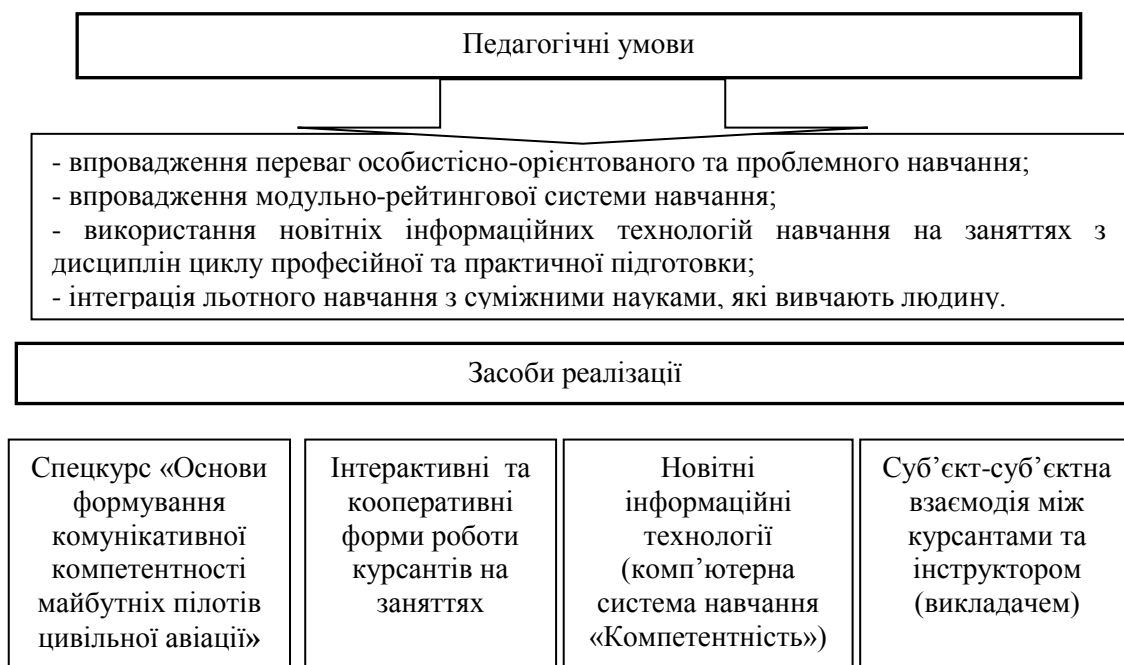 Педагогічні умови
- впровадження переваг особистісно-орієнтованого та проблемного навчання;
- впровадження модульно-рейтингової системи навчання;
- використання новітніх інформаційних технологій навчання на заняттях з
дисциплін циклу професійної та практичної підготовки;
- інтеграція льотного навчання з суміжними науками, які вивчають людину.
Засоби реалізації
Спецкурс «Основи
формування
комунікативної
компетентності
майбутніх пілотів
цивільної авіації»
Інтерактивні та
кооперативні
форми роботи
курсантів на
заняттях
Новітні
інформаційні
технології
(комп’ютерна
система навчання
«Компетентність»)
Суб’єкт-суб’єктна
взаємодія між
курсантами та
інструктором
(викладачем)